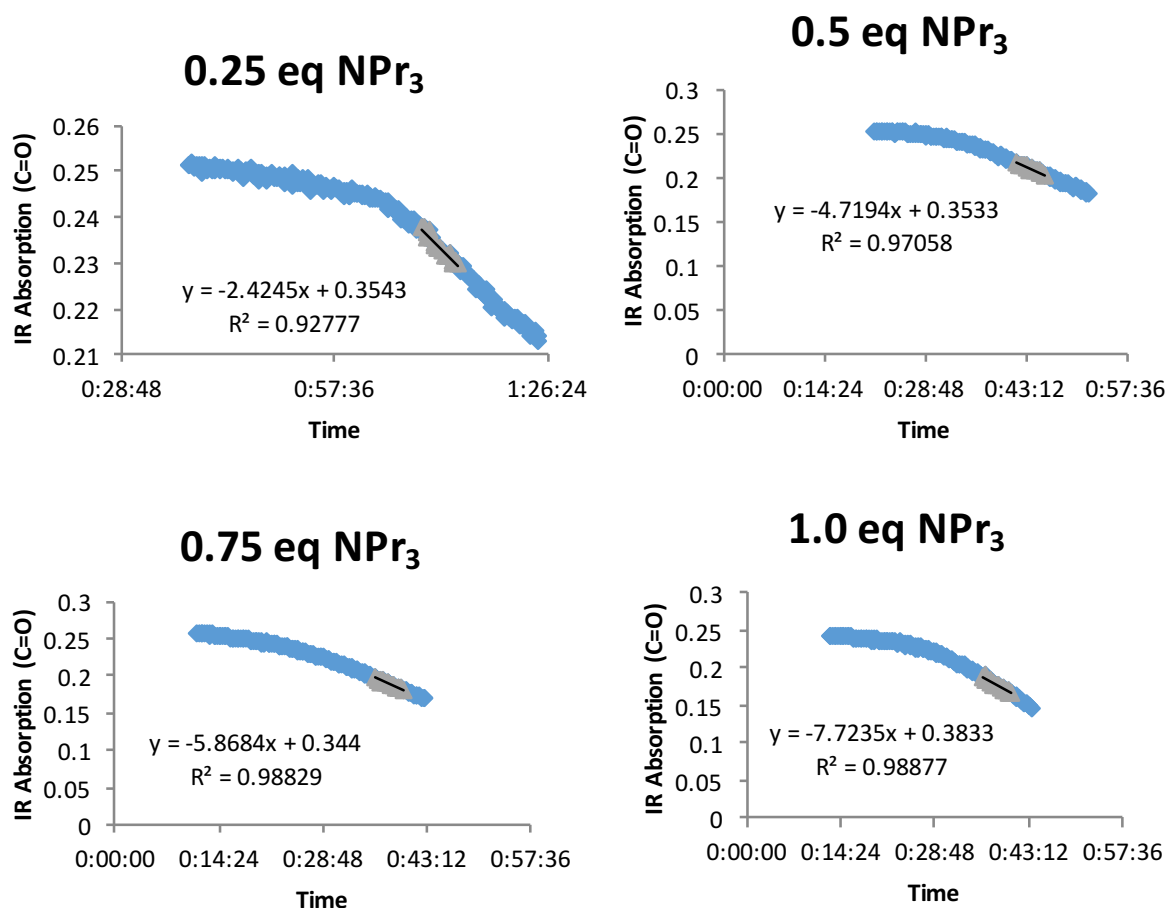 0.25 eq NPr₃
IR Absorption (C=O)
0.26
0.25
0.24
0.23
0.22
0.21
y = -2.4245x + 0.3543
R² = 0.92777
0:28:48 0:57:36 1:26:24
Time
0.5 eq NPr₃
IR Absorption (C=O)
0.3
0.25
0.2
0.15
0.1
0.05
0
y = -4.7194x + 0.3533
R² = 0.97058
0:00:00 0:14:24 0:28:48 0:43:12 0:57:36
Time
0.75 eq NPr₃
IR Absorption (C=O)
0.3
0.25
0.2
0.15
0.1
0.05
0
y = -5.8684x + 0.344
R² = 0.98829
0:00:00 0:14:24 0:28:48 0:43:12 0:57:36
Time
1.0 eq NPr₃
IR Absorption (C=O)
0.3
0.25
0.2
0.15
0.1
0.05
0
y = -7.7235x + 0.3833
R² = 0.98877
0:00:00 0:14:24 0:28:48 0:43:12 0:57:36
Time